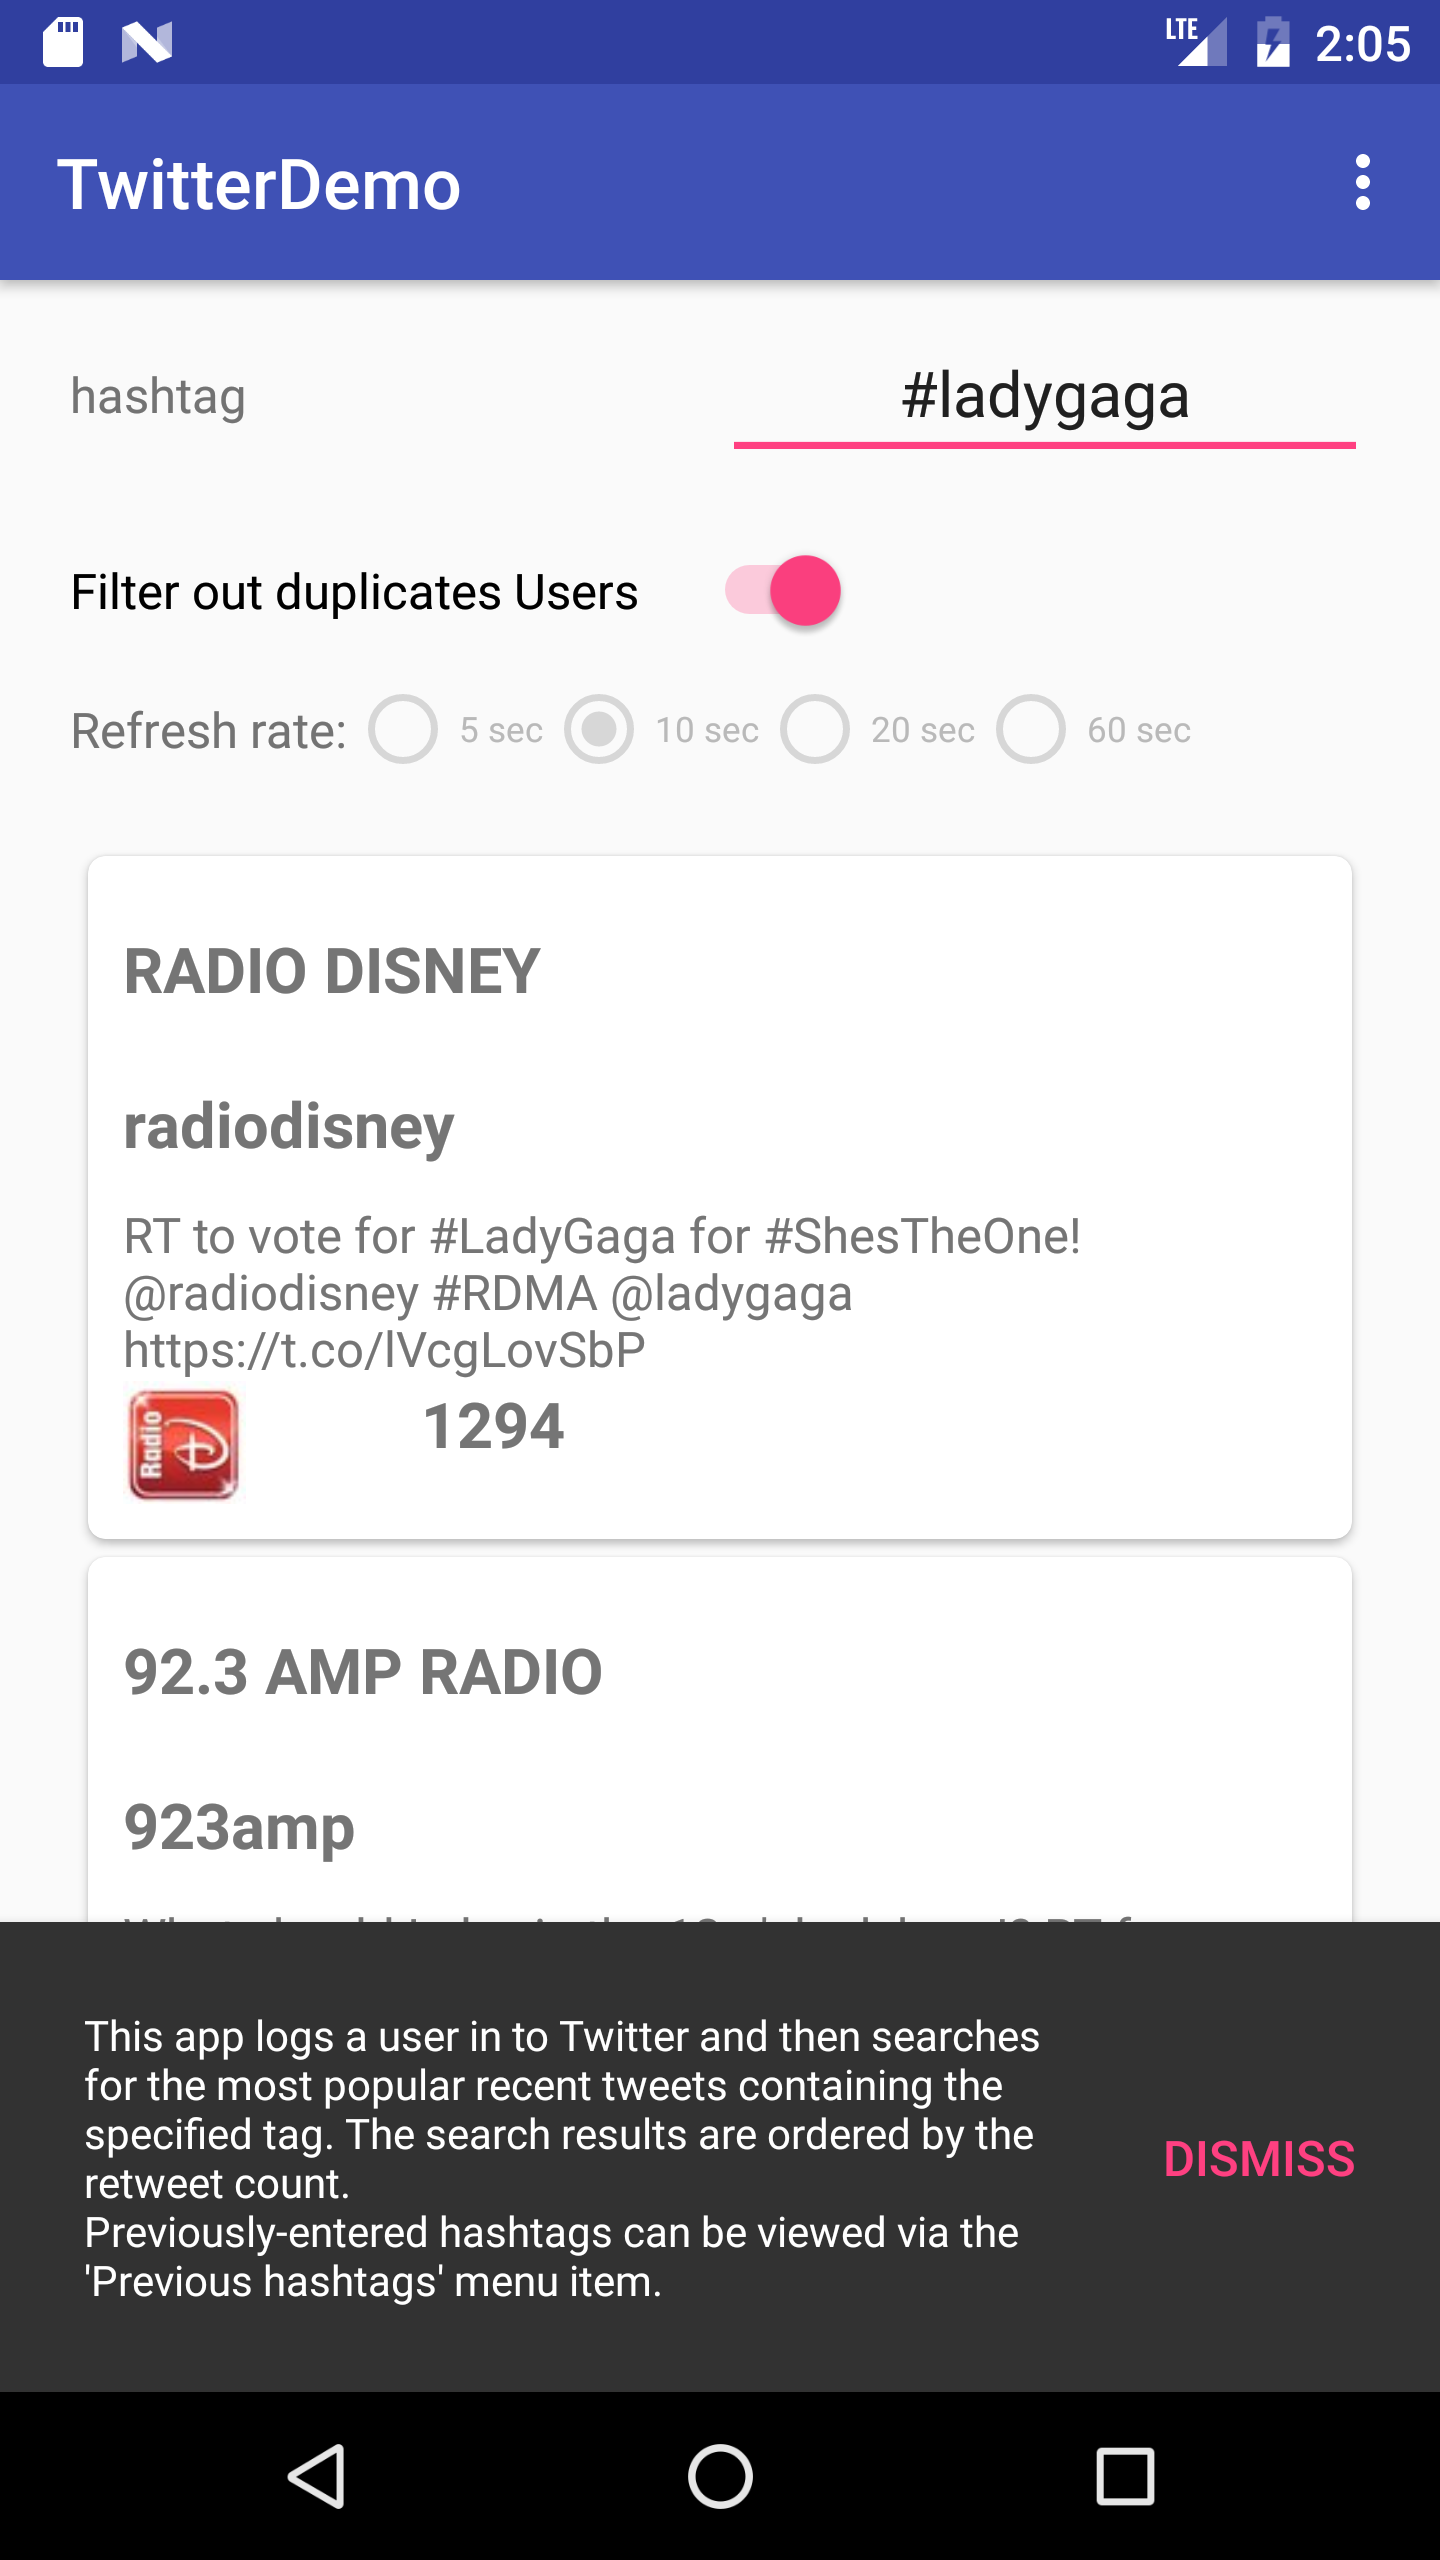 LTE 2:05
TwitterDemo
hashtag #ladygaga
Filter out duplicates Users
Refresh rate: 5 sec 10 sec 20 sec 60 sec
RADIO DISNEY
radiodisney
RT to vote for #LadyGaga for #ShesTheOne!
@radiodisney #RDMA @ladygaga
https://t.co/lVcgLovSbP
Radio 1294
92.3 AMP RADIO
923amp
This app logs a user in to Twitter and then searches
for the most popular recent tweets containing the
specified tag. The search results are ordered by the
retweet count.
DISMISS
Previously-entered hashtags can be viewed via the
'Previous hashtags' menu item.